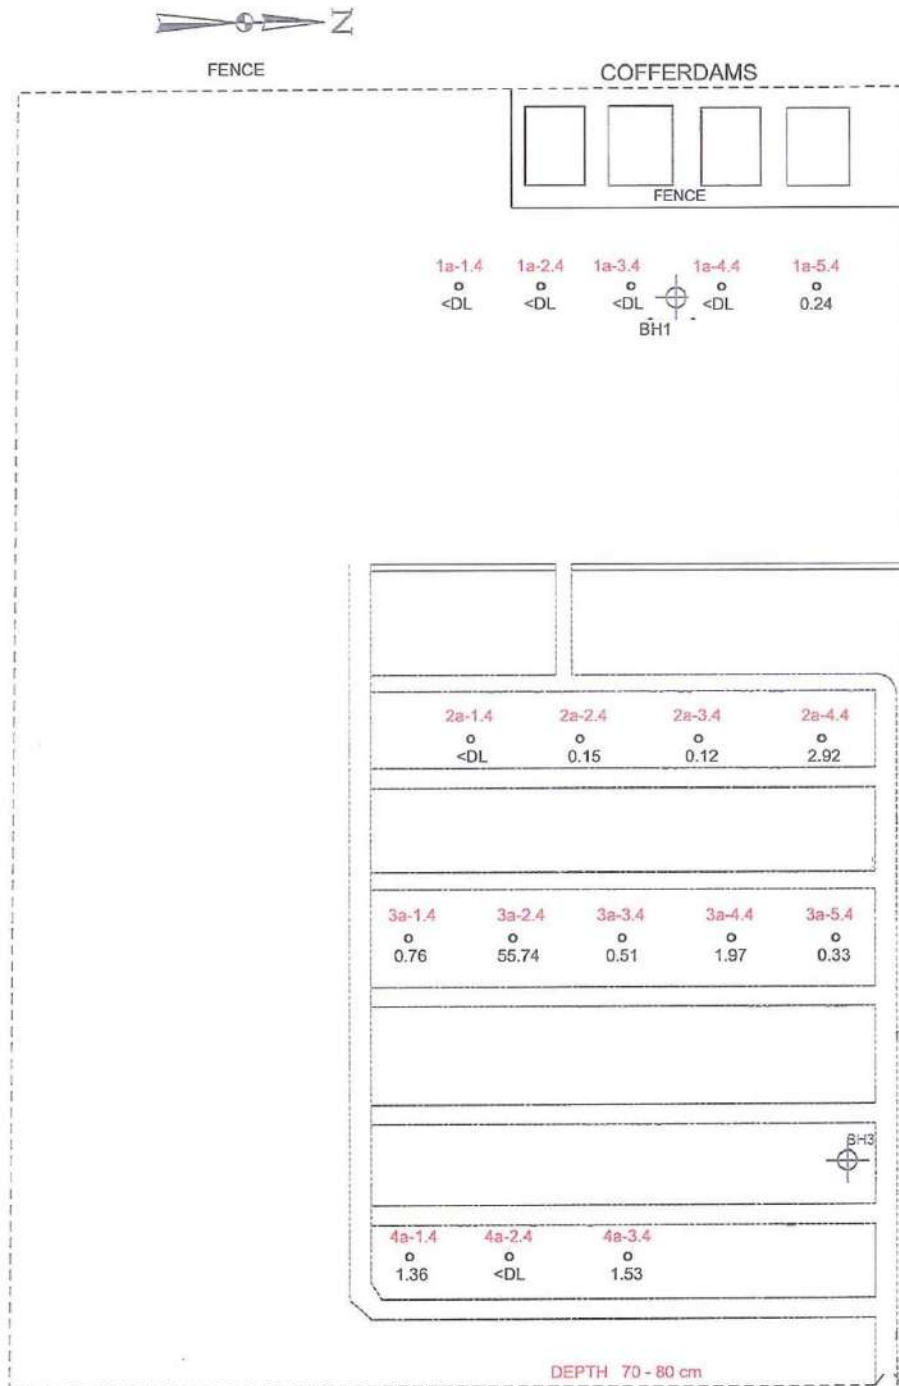 N
FENCE
COFFERDAMS
FENCE
1a-1.4 1a-2.4 1a-3.4 1a-4.4 1a-5.4
<DL <DL <DL <DL 0.24
BH1
2a-1.4 2a-2.4 2a-3.4 2a-4.4
<DL 0.15 0.12 2.92
3a-1.4 3a-2.4 3a-3.4 3a-4.4 3a-5.4
0.76 55.74 0.51 1.97 0.33
BH3
4a-1.4 4a-2.4 4a-3.4
1.36 <DL 1.53
DEPTH 70 - 80 cm